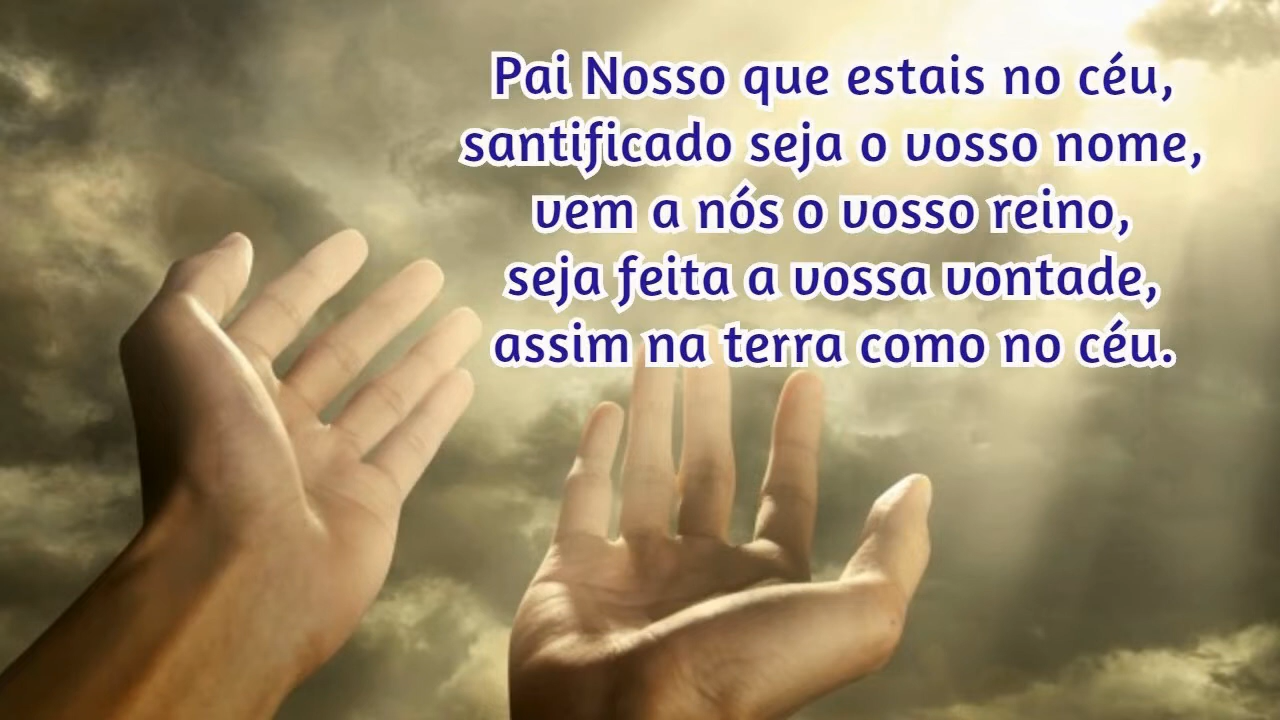 Pai Nosso que estais no céu,
santificado seja o vosso nome,
vem a nós o vosso reino,
seja feita a vossa vontade,
assim na terra como no céu.